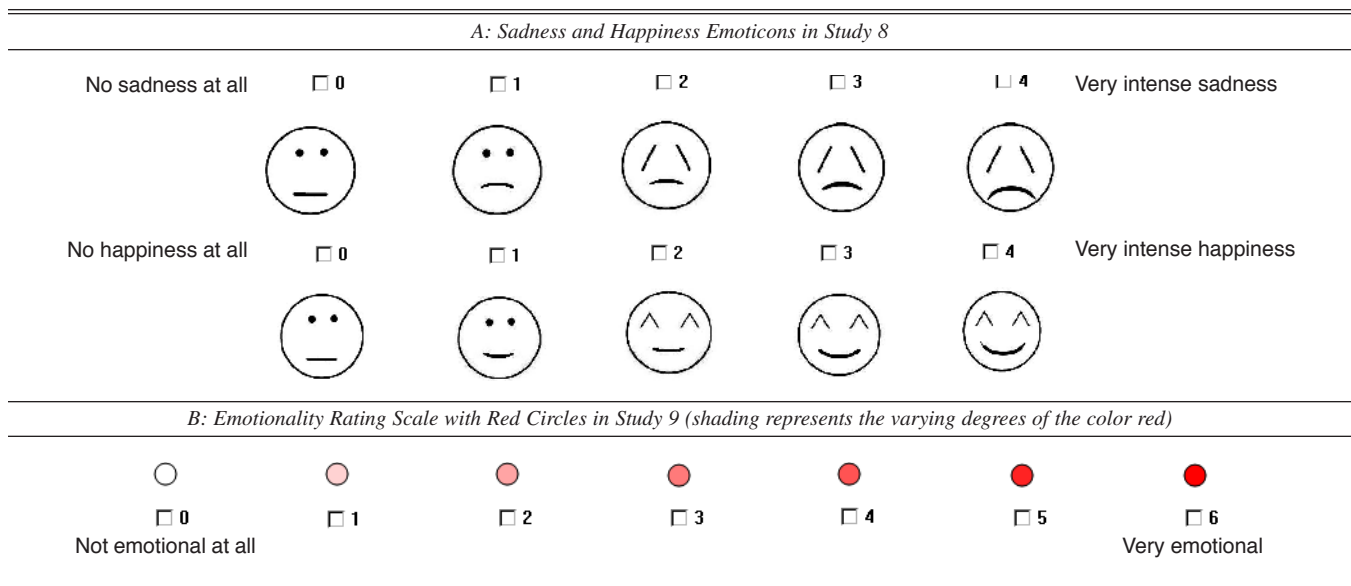 A: Sadness and Happiness Emoticons in Study 8
No sadness at all 0 1 2 3 4 Very intense sadness
No happiness at all 0 1 2 3 4 Very intense happiness
B: Emotionality Rating Scale with Red Circles in Study 9 (shading represents the varying degrees of the color red)
0 1 2 3 4 5 6
Not emotional at all Very emotional